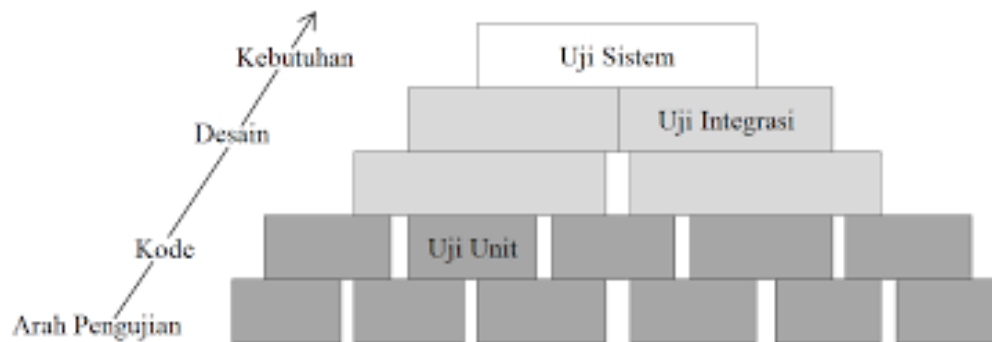 Kebutuhan
Uji Sistem
Desain
Uji Integrasi
Kode
Uji Unit
Arah Pengujian